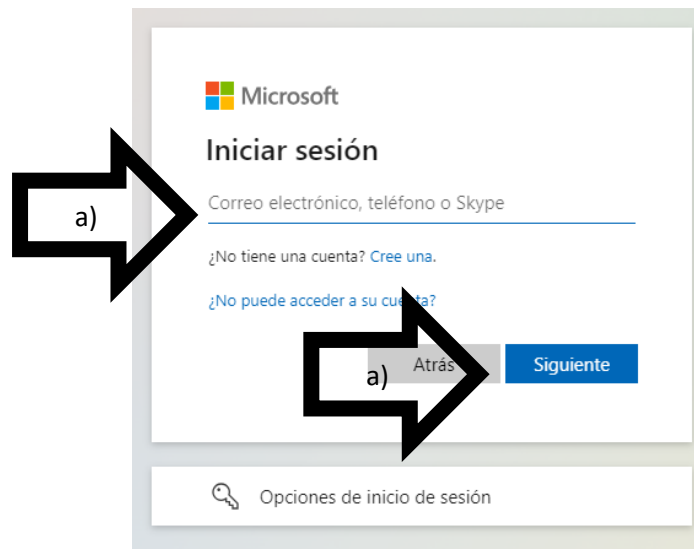 Microsoft
Iniciar sesión
a)
Correo electrónico, teléfono o Skype
¿No tiene una cuenta? Cree una.
¿No puede acceder a su cuenta?
a)
Atrás
Siguiente
Opciones de inicio de sesión